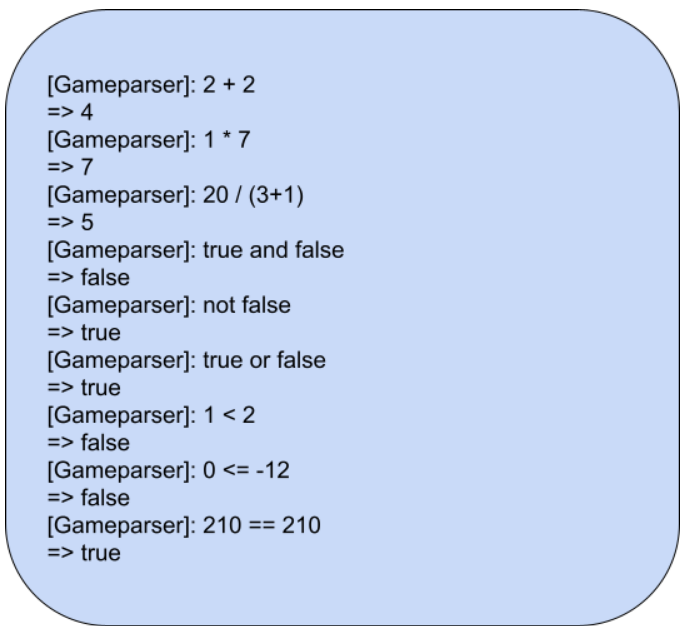 [Gameparser]: 2 + 2
=> 4
[Gameparser]: 1 * 7
=> 7
[Gameparser]: 20 / (3+1)
=> 5
[Gameparser]: true and false
=> false
[Gameparser]: not false
=> true
[Gameparser]: true or false
=> true
[Gameparser]: 1 < 2
=> false
[Gameparser]: 0 <= -12
=> false
[Gameparser]: 210 == 210
=> true